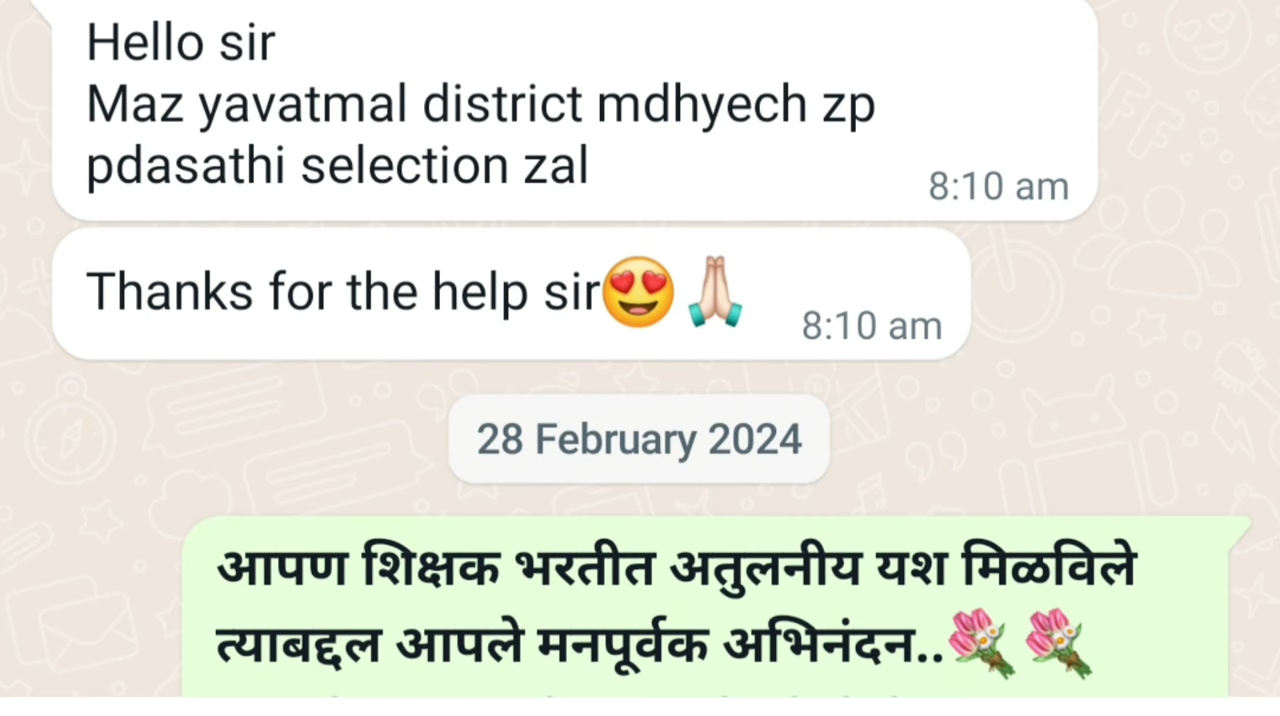 Hello sir
Maz yavatmal district mdhyech zp
pdasathi selection zal
8:10 am
Thanks for the help sir😍🙏🏻
8:10 am
28 February 2024
आपण शिक्षक भरतीत अतुलनीय यश मिळविले
त्याबद्दल आपले मनपूर्वक अभिनंदन..💐💐